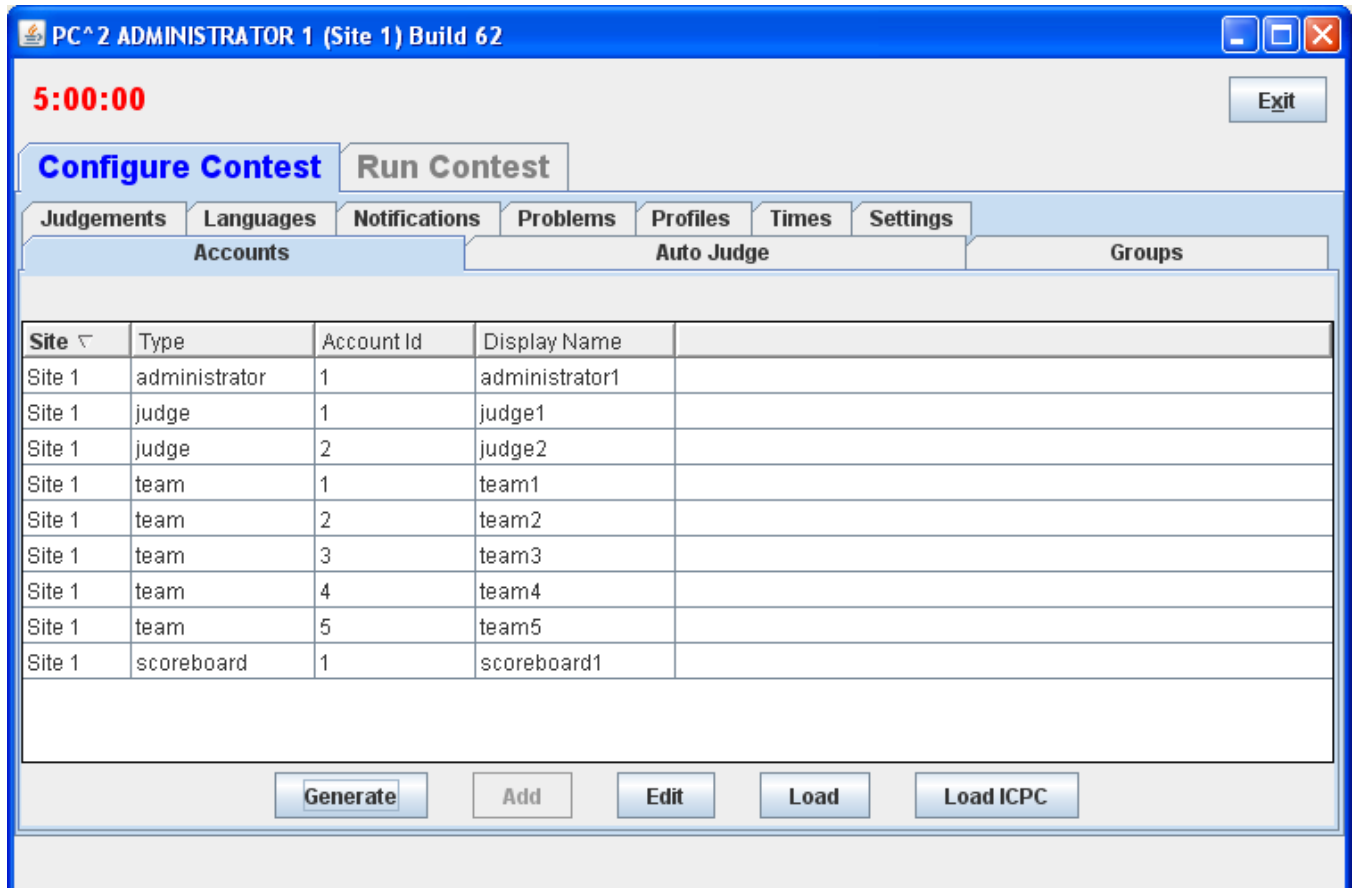 PC^2 ADMINISTRATOR 1 (Site 1) Build 62
5:00:00 Exit
Configure Contest Run Contest
Judgements Languages Notifications Problems Profiles Times Settings
Accounts Auto Judge Groups
Site Type Account Id Display Name
Site 1 administrator 1 administrator1
Site 1 judge 1 judge1
Site 1 judge 2 judge2
Site 1 team 1 team1
Site 1 team 2 team2
Site 1 team 3 team3
Site 1 team 4 team4
Site 1 team 5 team5
Site 1 scoreboard 1 scoreboard1
Generate Add Edit Load Load ICPC